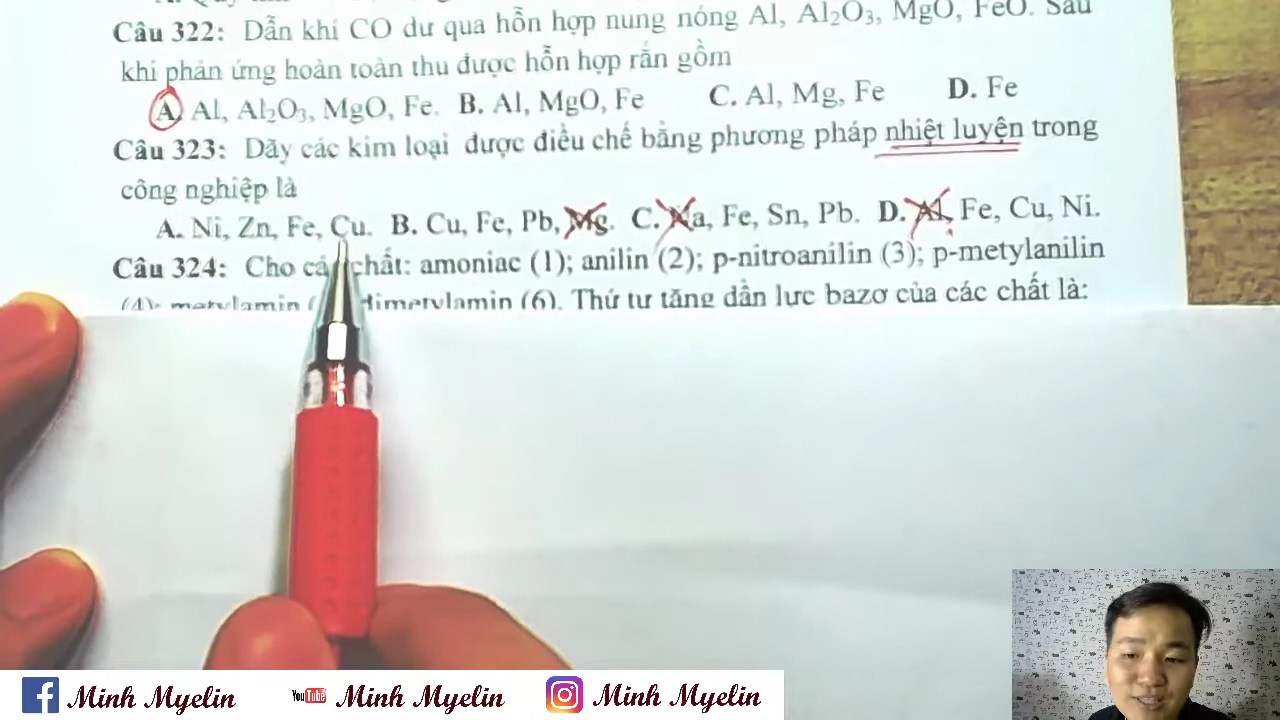 Câu 322: Dẫn khí CO dư qua hỗn hợp nung nóng Al, Al₂O₃, MgO, FeO. Sau
khi phản ứng hoàn toàn thu được hỗn hợp rắn gồm
A. Al, Al₂O₃, MgO, Fe. B. Al, MgO, Fe C. Al, Mg, Fe D. Fe
Câu 323: Dãy các kim loại được điều chế bằng phương pháp nhiệt luyện trong
công nghiệp là
A. Ni, Zn, Fe, Cu. B. Cu, Fe, Pb, Mg. C. Na, Fe, Sn, Pb. D. Al, Fe, Cu, Ni.
Câu 324: Cho chất: amoniac (1); anilin (2); p-nitroanilin (3); p-metylanilin
(4); metylamin dimetylamin (6). Thứ tự tăng dần lực bazơ của các chất là:
Minh Myelin
YouTube Minh Myelin
Minh Myelin